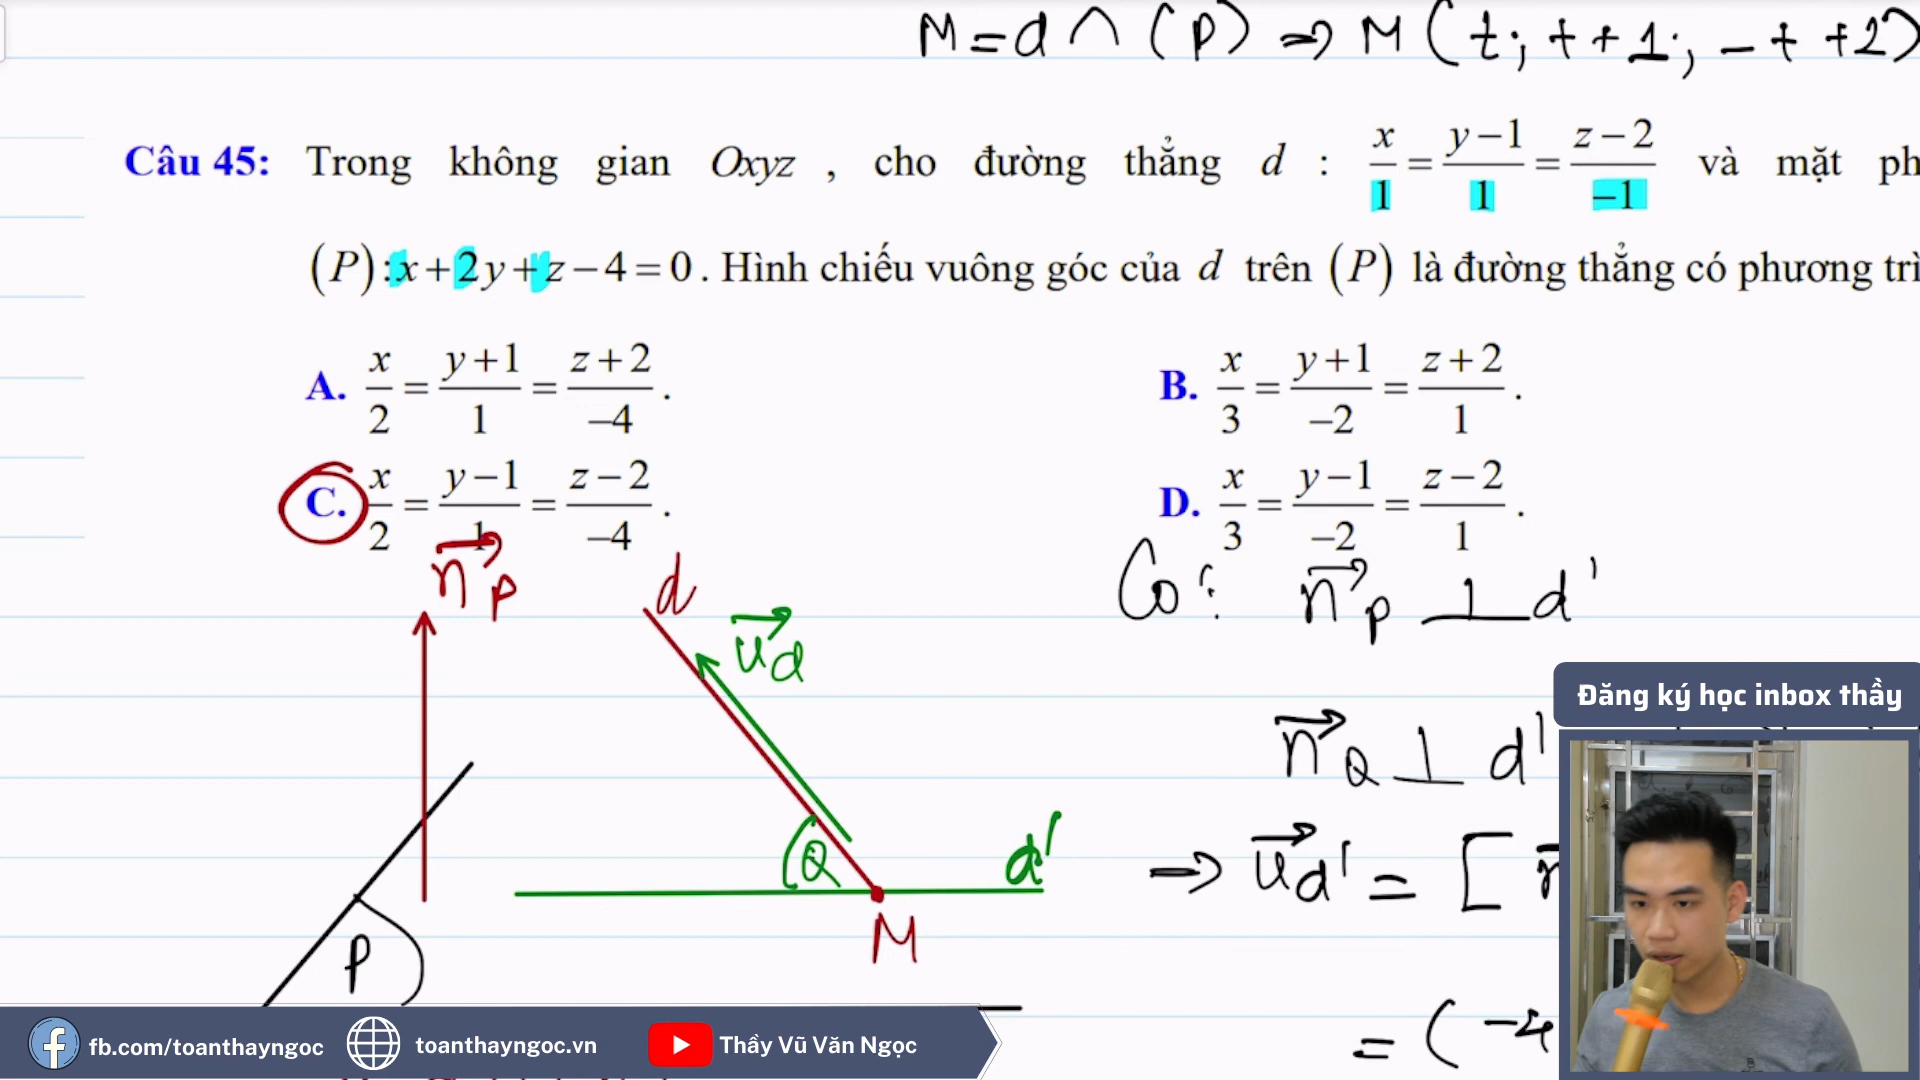 M = d ∩ (P) ⇒ M (t; t+1; -t+2)
Câu 45: Trong không gian Oxyz , cho đường thẳng d : x/1 = y−1/1 = z−2/−1 và mặt ph
(P): x + 2y + z − 4 = 0. Hình chiếu vuông góc của d trên (P) là đường thẳng có phương trì
A. x/2 = y+1/1 = z+2/−4 .
B. x/3 = y+1/−2 = z+2/1 .
C. x/2 = y−1/1 = z−2/−4 .
D. x/3 = y−1/−2 = z−2/1 .
n⃗P
d
u⃗d
Có: n⃗P ⊥ d'
Đăng ký học inbox thầy
n⃗Q ⊥ d'
Q
d'
⇒ u⃗d' = [
M
P
= (-4
fb.com/toanthayngoc
toanthayngoc.vn
Thầy Vũ Văn Ngọc